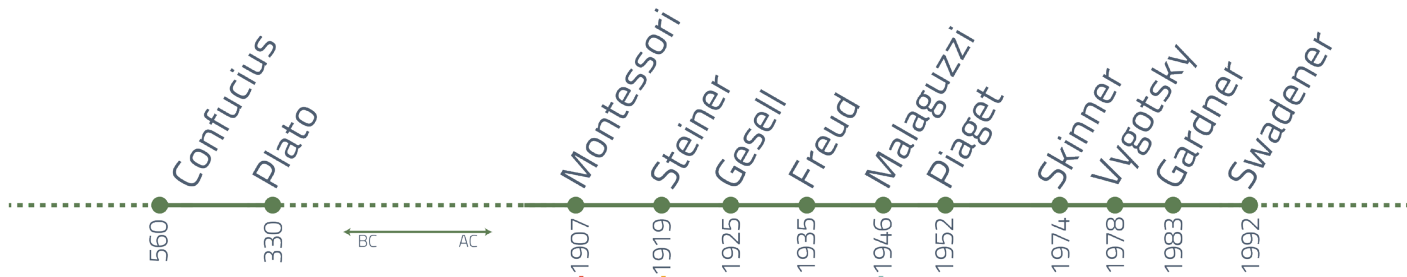 Confucius
Plato
Montessori
Steiner
Gesell
Freud
Malaguzzi
Piaget
Skinner
Vygotsky
Gardner
Swadener
560
330
BC
AC
1907
1919
1925
1935
1946
1952
1974
1978
1983
1992